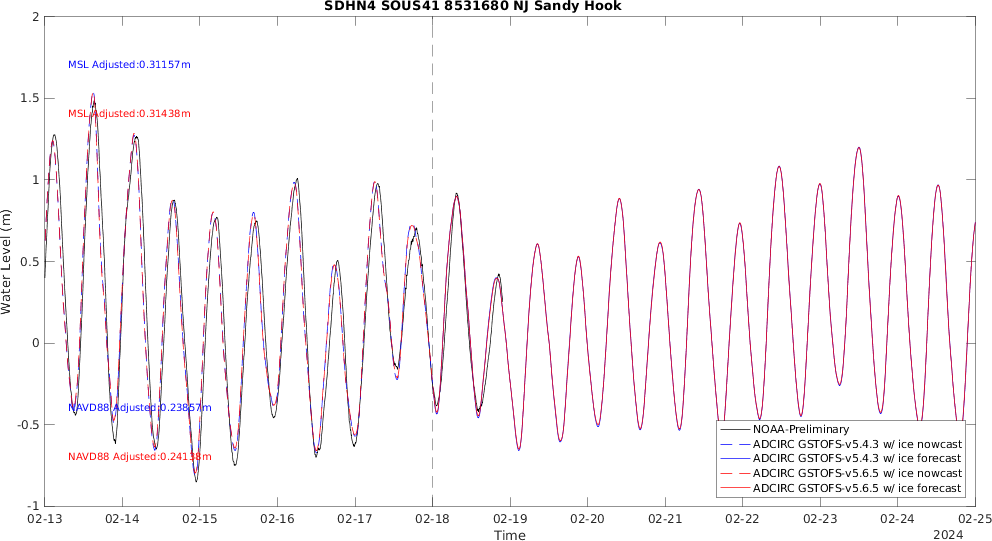 SDHN4 SOUS41 8531680 NJ Sandy Hook
2
1.5
1
0.5
0
-0.5
-1
Water Level (m)
MSL Adjusted:0.31157m
MSL Adjusted:0.31438m
NAVD88 Adjusted:0.23857m
NAVD88 Adjusted:0.24138m
NOAA-Preliminary
ADCIRC GSTOFS-v5.4.3 w/ ice nowcast
ADCIRC GSTOFS-v5.4.3 w/ ice forecast
ADCIRC GSTOFS-v5.6.5 w/ ice nowcast
ADCIRC GSTOFS-v5.6.5 w/ ice forecast
02-13 02-14 02-15 02-16 02-17 02-18 02-19 02-20 02-21 02-22 02-23 02-24 02-25
Time
2024